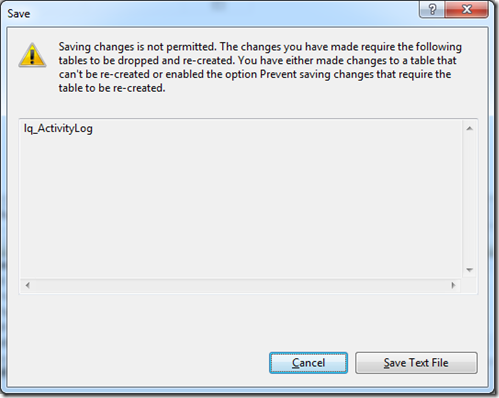 Save
Saving changes is not permitted. The changes you have made require the following
tables to be dropped and re-created. You have either made changes to a table that
can't be re-created or enabled the option Prevent saving changes that require the
table to be re-created.
lq_ActivityLog
Cancel
Save Text File